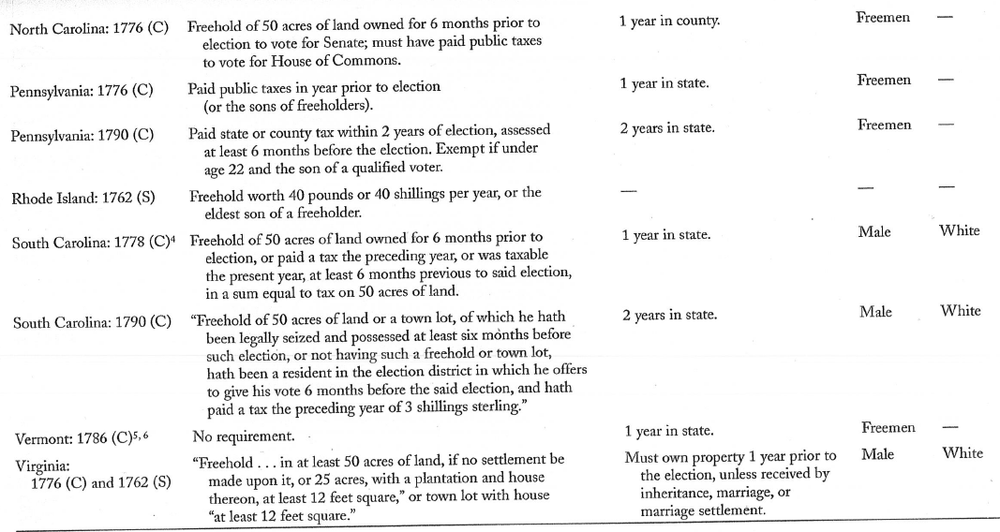 North Carolina: 1776 (C) Freehold of 50 acres of land owned for 6 months prior to 1 year in county. Freemen —
election to vote for Senate; must have paid public taxes
to vote for House of Commons.
Pennsylvania: 1776 (C) Paid public taxes in year prior to election 1 year in state. Freemen —
(or the sons of freeholders).
Pennsylvania: 1790 (C) Paid state or county tax within 2 years of election, assessed 2 years in state. Freemen —
at least 6 months before the election. Exempt if under
age 22 and the son of a qualified voter.
Rhode Island: 1762 (S) Freehold worth 40 pounds or 40 shillings per year, or the — — —
eldest son of a freeholder.
South Carolina: 1778 (C)⁴ Freehold of 50 acres of land owned for 6 months prior to 1 year in state. Male White
election, or paid a tax the preceding year, or was taxable
the present year, at least 6 months previous to said election,
in a sum equal to tax on 50 acres of land.
South Carolina: 1790 (C) “Freehold of 50 acres of land or a town lot, of which he hath 2 years in state. Male White
been legally seized and possessed at least six months before
such election, or not having such a freehold or town lot,
hath been a resident in the election district in which he offers
to give his vote 6 months before the said election, and hath
paid a tax the preceding year of 3 shillings sterling.”
Vermont: 1786 (C)⁵,⁶ No requirement. 1 year in state. Freemen —
Virginia: “Freehold . . . in at least 50 acres of land, if no settlement be Must own property 1 year prior to Male White
1776 (C) and 1762 (S) made upon it, or 25 acres, with a plantation and house the election, unless received by
thereon, at least 12 feet square,” or town lot with house inheritance, marriage, or
“at least 12 feet square.” marriage settlement.